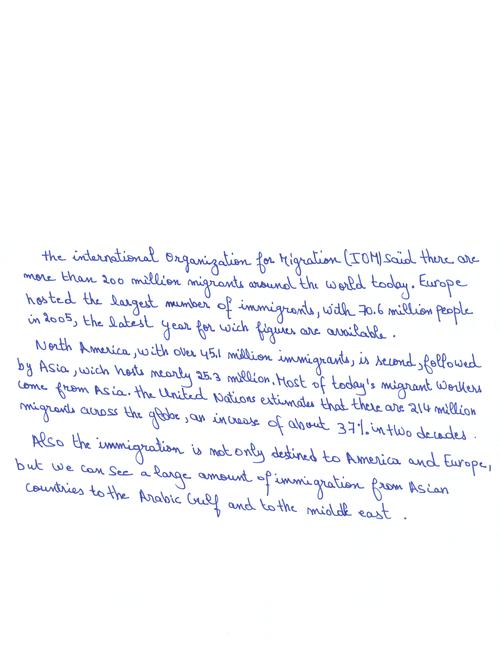 the international Organization for Migration (IOM) said there are
more than 200 million migrants around the world today. Europe
hosted the largest number of immigrants, with 70.6 million people
in 2005, the latest year for wich figures are available.
North America, with over 45.1 million immigrants, is second, followed
by Asia, wich hosts nearly 25.3 million. Most of today's migrant workers
come from Asia. the United Nations estimates that there are 214 million
migrants across the globe, an increase of about 37% in two decades.
Also the immigration is not only destined to America and Europe,
but we can see a large amount of immigration from Asian
countries to the Arabic Gulf and to the middle east.